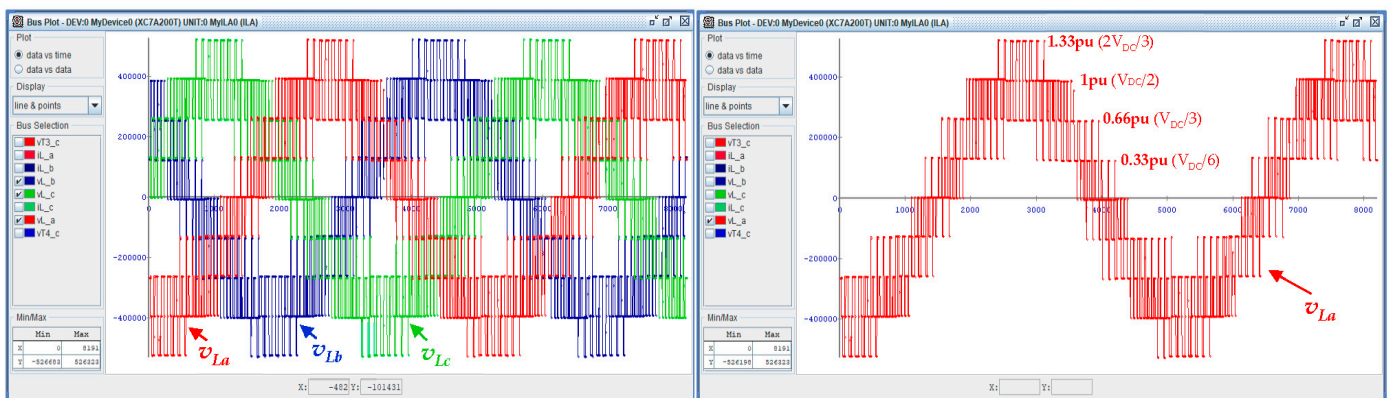 Bus Plot - DEV:0 MyDevice0 (XC7A200T) UNIT:0 MyILA0 (ILA)
Plot
data vs time
data vs data
Display
line & points
Bus Selection
vT3_c
iL_a
iL_b
vL_b
vL_c
iL_c
vL_a
vT4_c
Min/Max
Min Max
X 0 8191
Y -526683 526323
400000
200000
0
-200000
-400000
0 1000 2000 3000 4000 5000 6000 7000 8000
vLa
vLb
vLc
X: -482 Y: -101431
Bus Plot - DEV:0 MyDevice0 (XC7A200T) UNIT:0 MyILA0 (ILA)
Plot
data vs time
data vs data
Display
line & points
Bus Selection
vT3_c
iL_a
iL_b
vL_b
vL_c
iL_c
vL_a
vT4_c
Min/Max
Min Max
X 0 8191
Y -526198 526323
400000
200000
0
-200000
-400000
0 1000 2000 3000 4000 5000 6000 7000 8000
1.33pu (2VDC/3)
1pu (VDC/2)
0.66pu (VDC/3)
0.33pu (VDC/6)
vLa
X: Y: